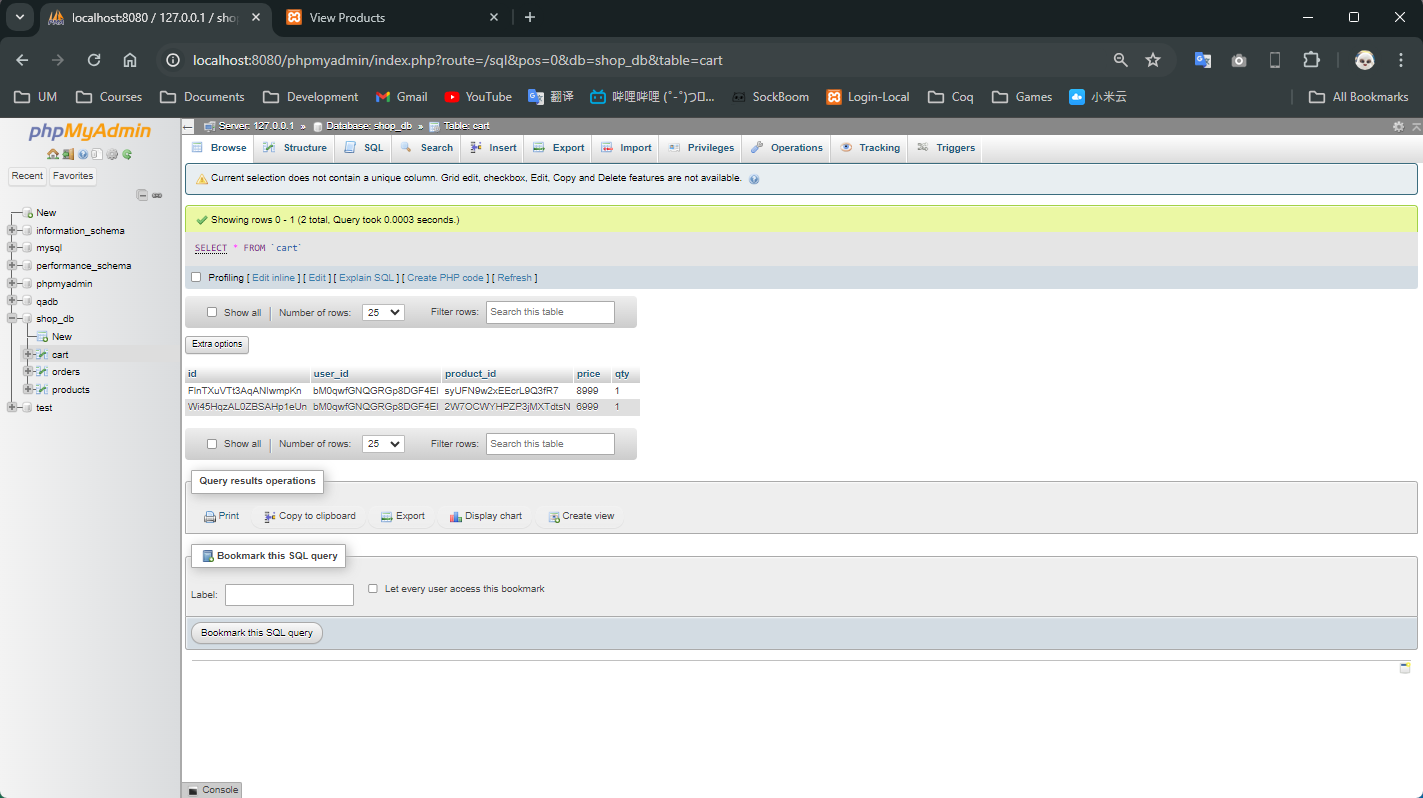 localhost:8080 / 127.0.0.1 / sho
View Products
localhost:8080/phpmyadmin/index.php?route=/sql&pos=0&db=shop_db&table=cart
UM Courses Documents Development Gmail YouTube 翻译 哔哩哔哩 (゜-゜)つロ... SockBoom Login-Local Coq Games 小米云 All Bookmarks
phpMyAdmin
Recent Favorites
New
information_schema
mysql
performance_schema
phpmyadmin
qadb
shop_db
New
cart
orders
products
test
Server: 127.0.0.1 » Database: shop_db » Table: cart
Browse Structure SQL Search Insert Export Import Privileges Operations Tracking Triggers
Current selection does not contain a unique column. Grid edit, checkbox, Edit, Copy and Delete features are not available.
Showing rows 0 - 1 (2 total, Query took 0.0003 seconds.)
SELECT * FROM `cart`
Profiling [ Edit inline ] [ Edit ] [ Explain SQL ] [ Create PHP code ] [ Refresh ]
Show all Number of rows: 25 Filter rows: Search this table
Extra options
id user_id product_id price qty
FInTXuVTt3AqANIwmpKn bM0qwfGNQGRGp8DGF4EI syUFN9w2xEEcrL9Q3fR7 8999 1
Wi45HqzAL0ZBSAHp1eUn bM0qwfGNQGRGp8DGF4EI 2W7OCWYHPZP3jMXTdtsN 6999 1
Show all Number of rows: 25 Filter rows: Search this table
Query results operations
Print Copy to clipboard Export Display chart Create view
Bookmark this SQL query
Label: Let every user access this bookmark
Bookmark this SQL query
Console